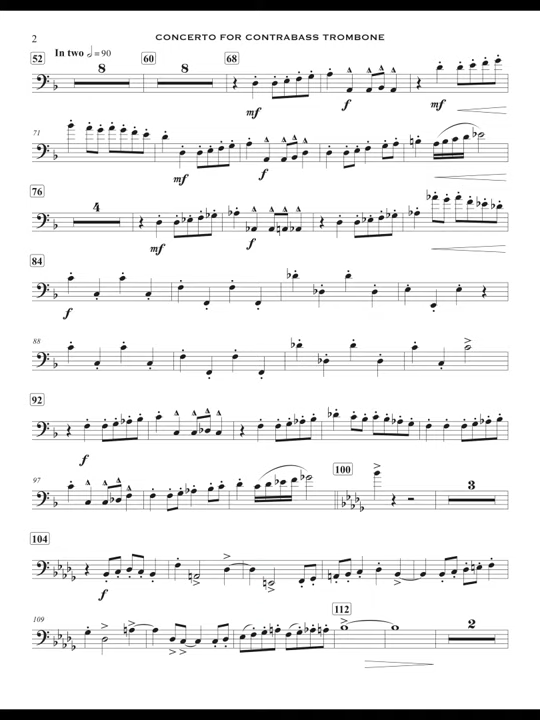 2
CONCERTO FOR CONTRABASS TROMBONE
52 In two = 90 60 68
8 8
mf f mf
71
mf f
76
4
mf f
84
f
88
92
f
97 100
3
104
f
109 112
2